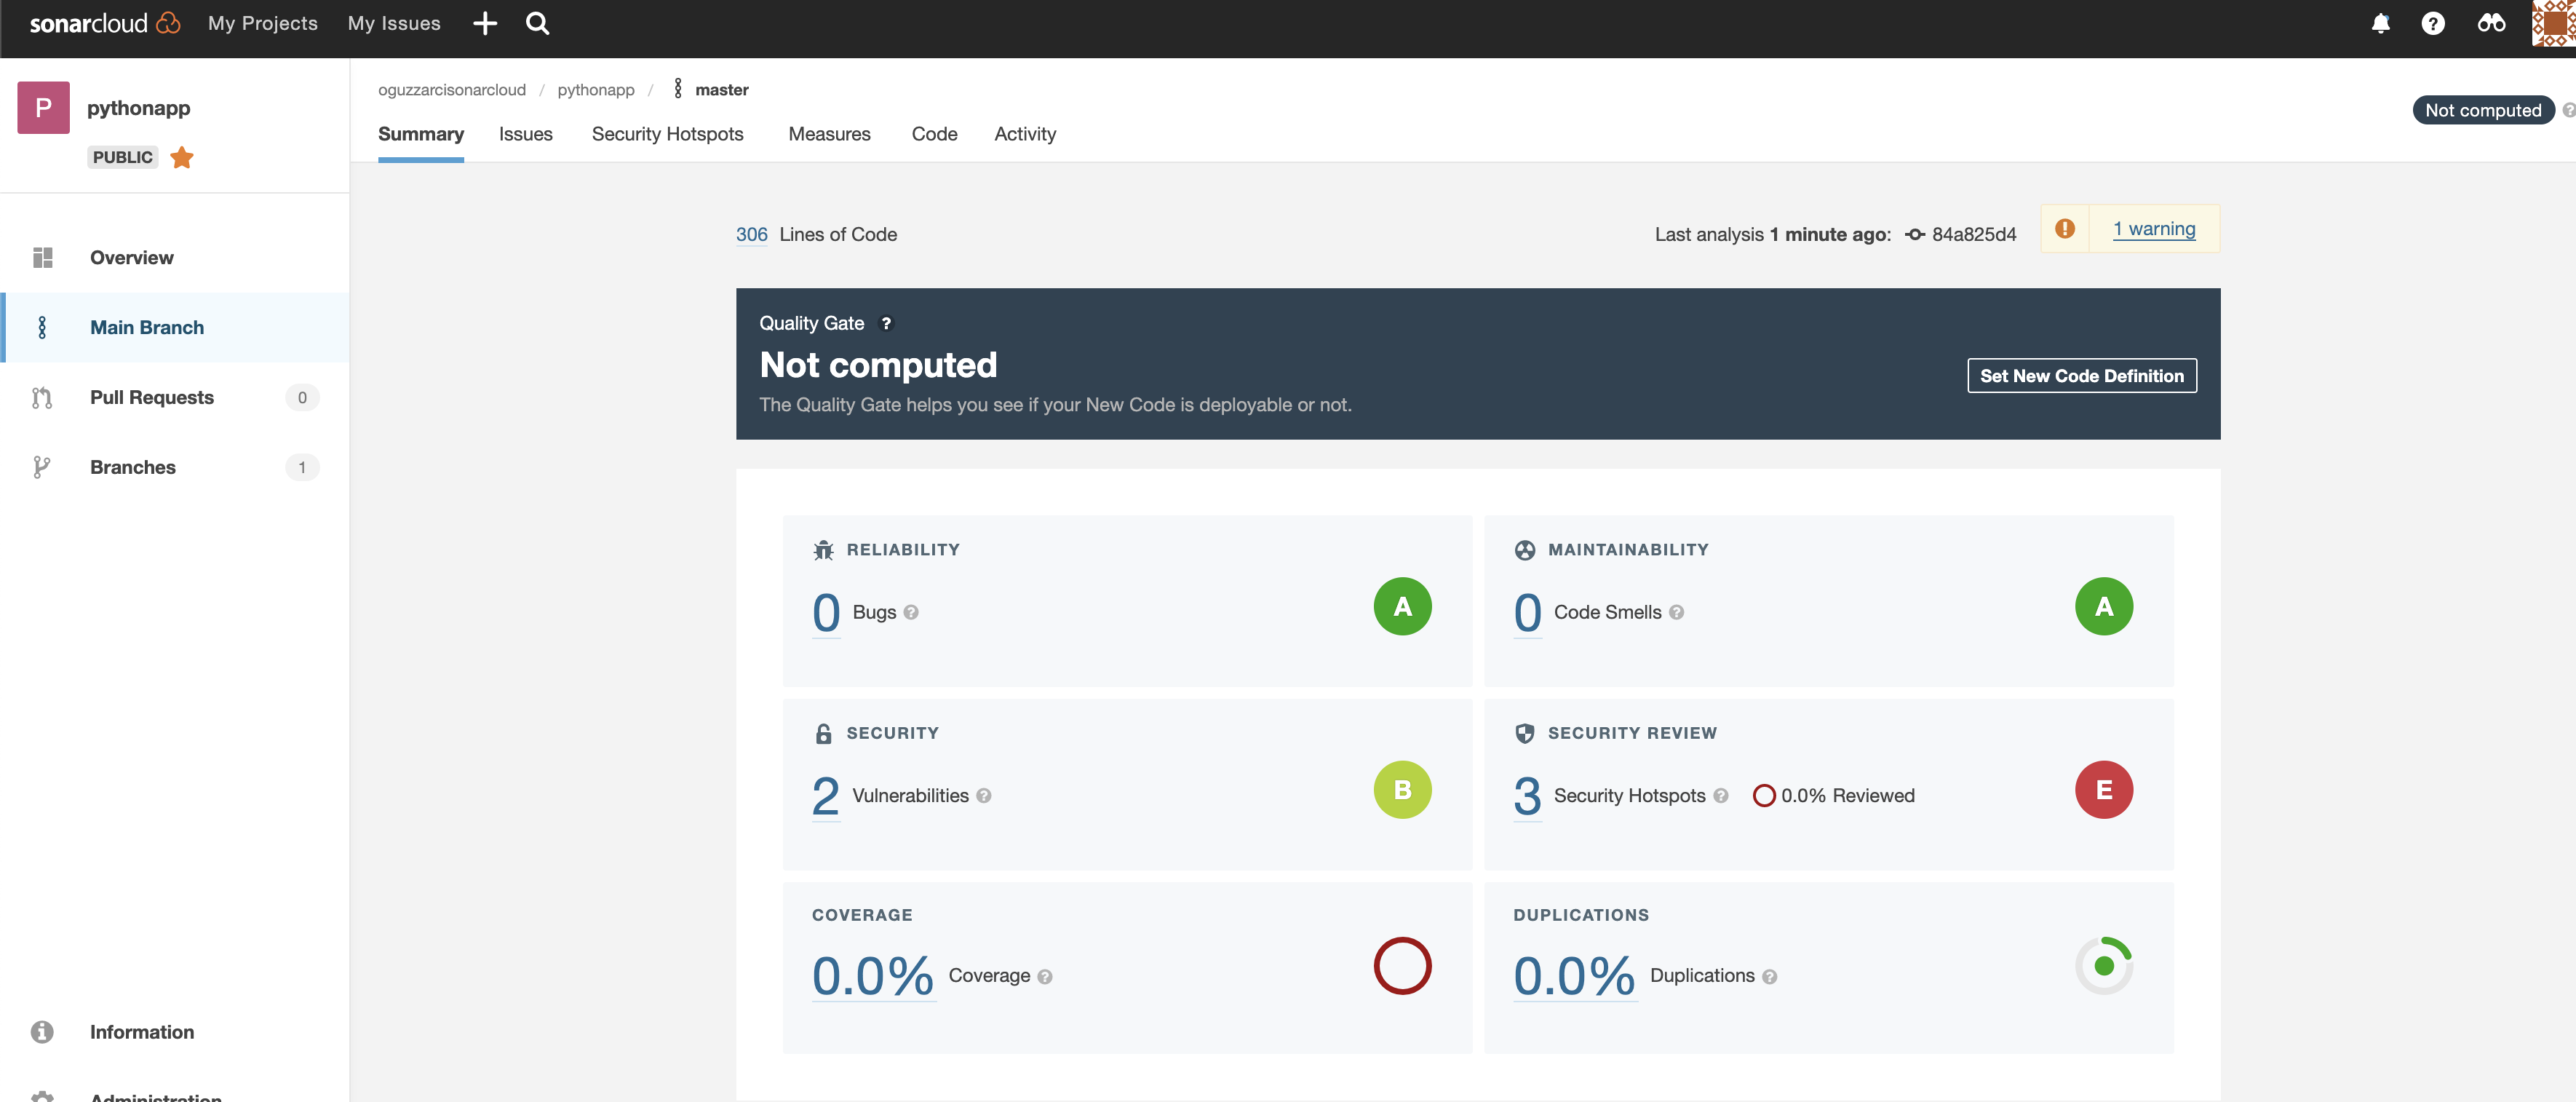 sonarcloud My Projects My Issues
P pythonapp
PUBLIC
oguzzarcisonarcloud / pythonapp / master
Not computed
Summary Issues Security Hotspots Measures Code Activity
Overview
Main Branch
Pull Requests 0
Branches 1
Information
Administration
306 Lines of Code
Last analysis 1 minute ago: 84a825d4
1 warning
Quality Gate ?
Not computed
The Quality Gate helps you see if your New Code is deployable or not.
Set New Code Definition
RELIABILITY
0 Bugs ? A
MAINTAINABILITY
0 Code Smells ? A
SECURITY
2 Vulnerabilities ? B
SECURITY REVIEW
3 Security Hotspots ? 0.0% Reviewed E
COVERAGE
0.0% Coverage ?
DUPLICATIONS
0.0% Duplications ?